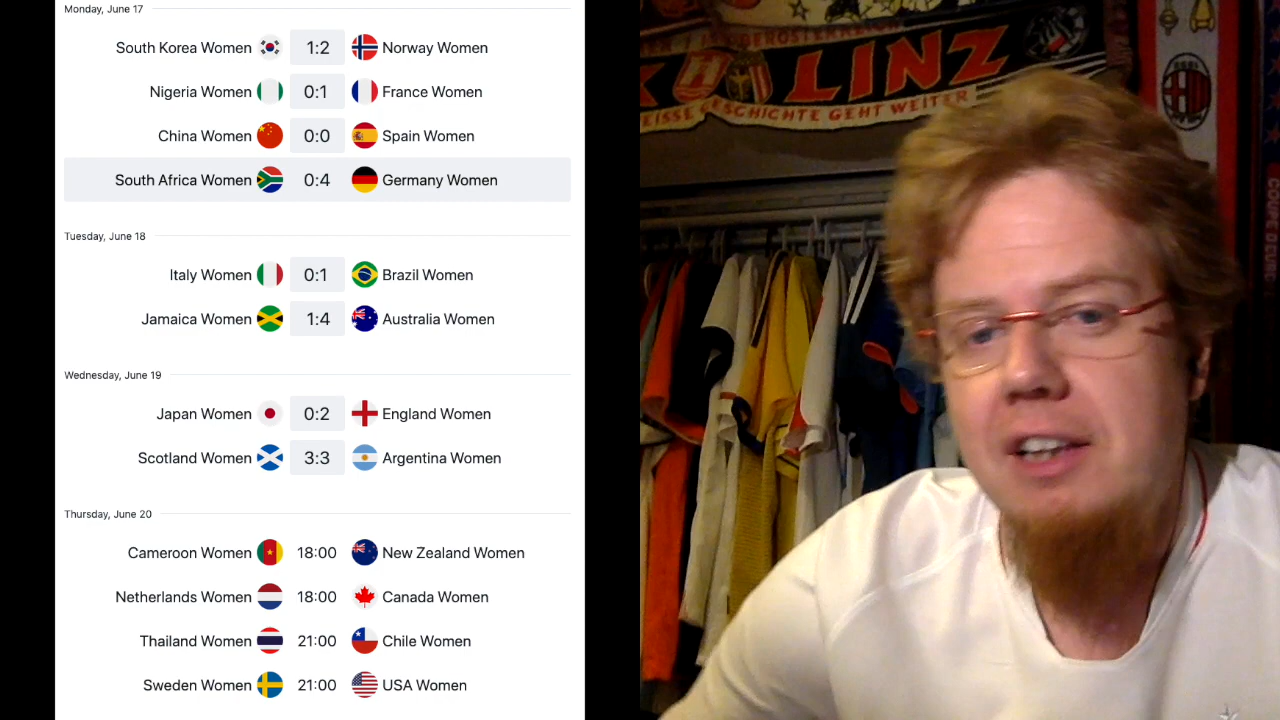 Monday, June 17
South Korea Women 1:2 Norway Women
Nigeria Women 0:1 France Women
China Women 0:0 Spain Women
South Africa Women 0:4 Germany Women
Tuesday, June 18
Italy Women 0:1 Brazil Women
Jamaica Women 1:4 Australia Women
Wednesday, June 19
Japan Women 0:2 England Women
Scotland Women 3:3 Argentina Women
Thursday, June 20
Cameroon Women 18:00 New Zealand Women
Netherlands Women 18:00 Canada Women
Thailand Women 21:00 Chile Women
Sweden Women 21:00 USA Women
OBERÖSTERREICH
K LINZ
EISSE GESCHICHTE GEHT WEITER
ACM
1899